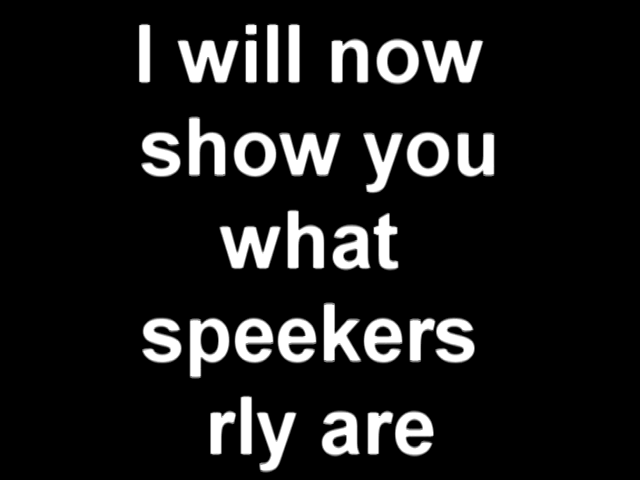 I will now
show you
what
speekers
rly are